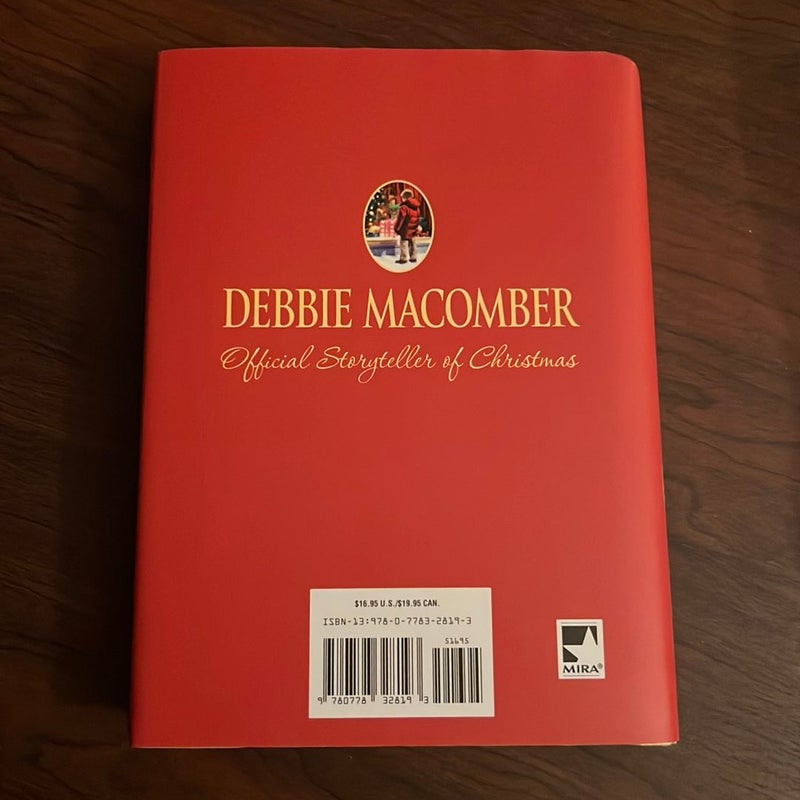 DEBBIE MACOMBER
Official Storyteller of Christmas
$16.95 U.S./$19.95 CAN.
ISBN-13:978-0-7783-2819-3
51695
9 780778 328193
MIRA®